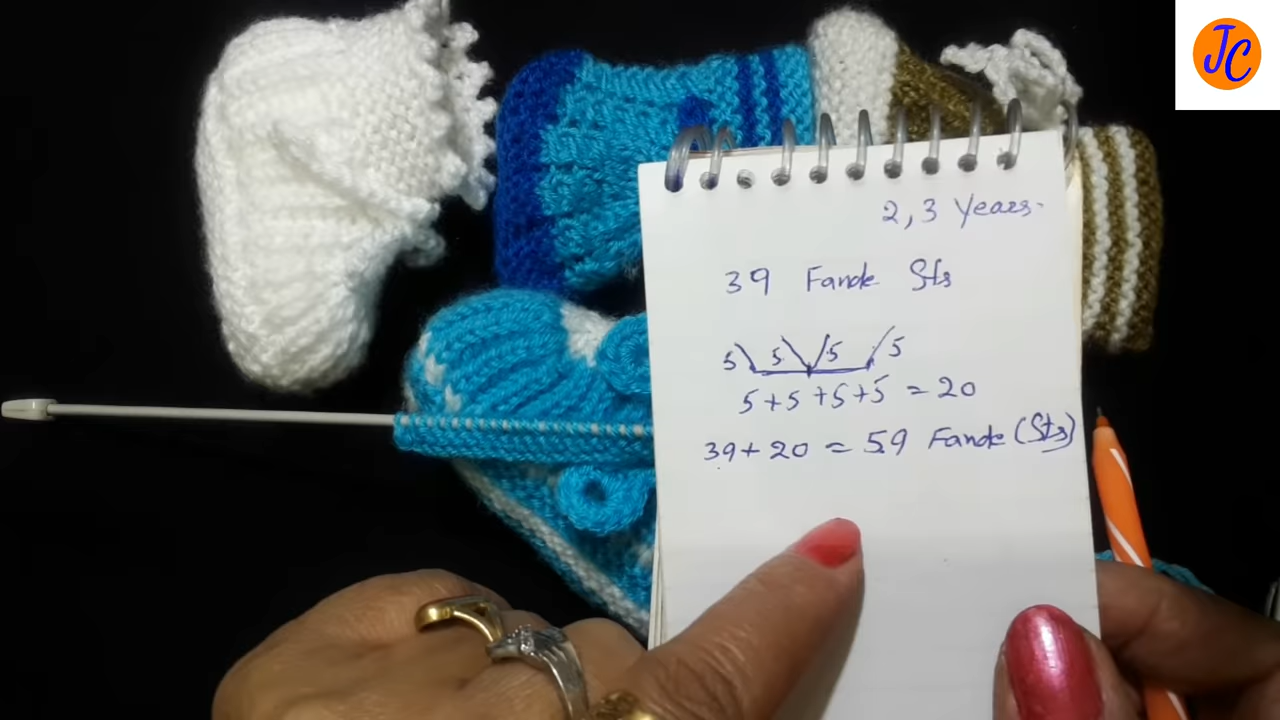 JC
2, 3 Years.
39 Fande Sts
5 5 5 5
5+5+5+5 = 20
39+20 = 59 Fande (Sts)